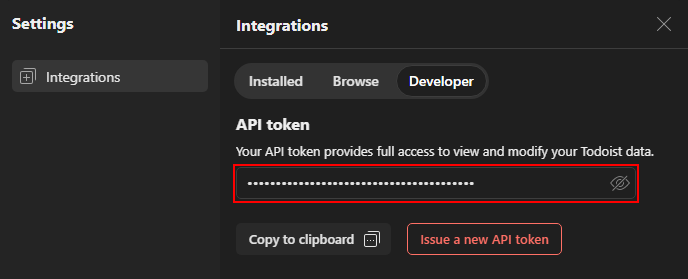 Settings
Integrations
Integrations
Installed Browse Developer
API token
Your API token provides full access to view and modify your Todoist data.
••••••••••••••••••••••••••••••••••••••••
Copy to clipboard Issue a new API token